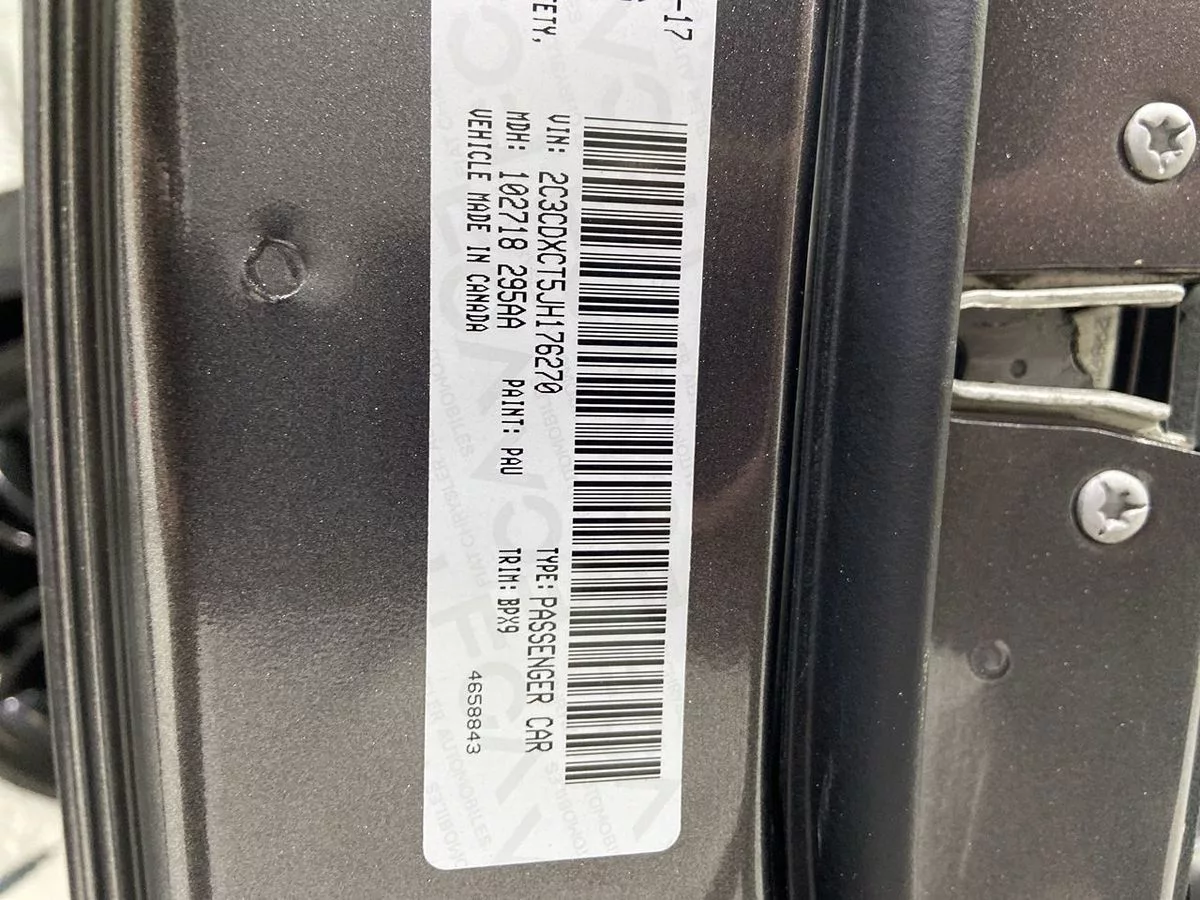 -17
ETY,
VIN: 2C3CDXCT5JH176270
TYPE: PASSENGER CAR
MDH: 102718 295AA PAINT: PAU TRIM: BPX9
VEHICLE MADE IN CANADA
4658843